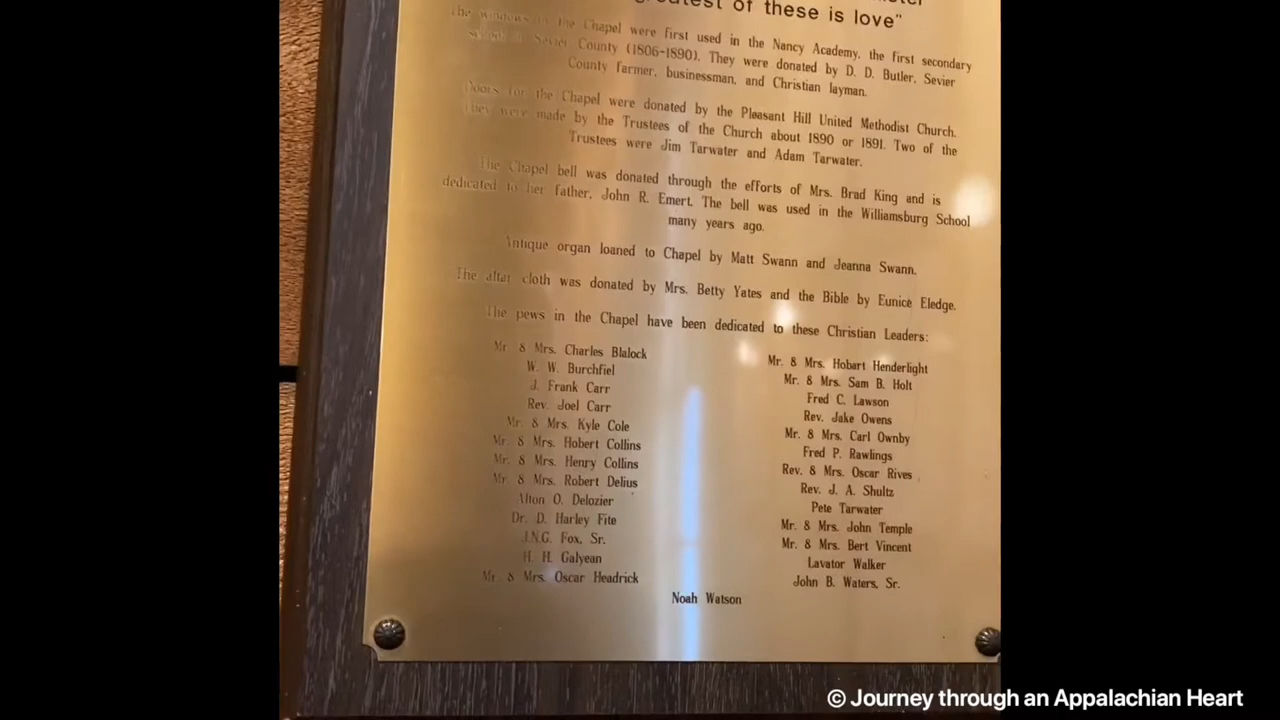 greatest of these is love"
The windows in the Chapel were first used in the Nancy Academy, the first secondary
school in Sevier County (1806-1890). They were donated by D. D. Butler, Sevier
County farmer, businessman, and Christian layman.
Doors for the Chapel were donated by the Pleasant Hill United Methodist Church.
They were made by the Trustees of the Church about 1890 or 1891. Two of the
Trustees were Jim Tarwater and Adam Tarwater.
The Chapel bell was donated through the efforts of Mrs. Brad King and is
dedicated to her father, John R. Emert. The bell was used in the Williamsburg School
many years ago.
Antique organ loaned to Chapel by Matt Swann and Jeanna Swann.
The altar cloth was donated by Mrs. Betty Yates and the Bible by Eunice Eledge.
The pews in the Chapel have been dedicated to these Christian Leaders:
Mr. & Mrs. Charles Blalock
W. W. Burchfiel
J. Frank Carr
Rev. Joel Carr
Mr. & Mrs. Kyle Cole
Mr. & Mrs. Hobert Collins
Mr. & Mrs. Henry Collins
Mr. & Mrs. Robert Delius
Alton O. Delozier
Dr. D. Harley Fite
J.N.G. Fox, Sr.
H. H. Galyean
Mr. & Mrs. Oscar Headrick
Mr. & Mrs. Hobart Henderlight
Mr. & Mrs. Sam B. Holt
Fred C. Lawson
Rev. Jake Owens
Mr. & Mrs. Carl Ownby
Fred P. Rawlings
Rev. & Mrs. Oscar Rives
Rev. J. A. Shultz
Pete Tarwater
Mr. & Mrs. John Temple
Mr. & Mrs. Bert Vincent
Lavator Walker
John B. Waters, Sr.
Noah Watson
© Journey through an Appalachian Heart